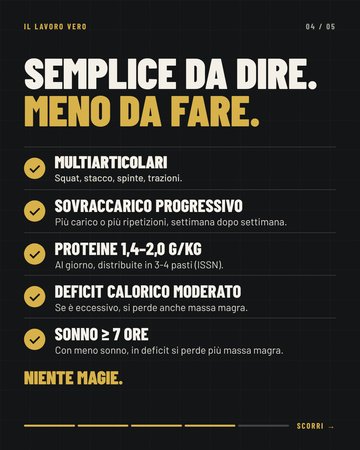 IL LAVORO VERO
04 / 05
SEMPLICE DA DIRE.
MENO DA FARE.
MULTIARTICOLARI
Squat, stacco, spinte, trazioni.
SOVRACCARICO PROGRESSIVO
Più carico o più ripetizioni, settimana dopo settimana.
PROTEINE 1,4–2,0 G/KG
Al giorno, distribuite in 3-4 pasti (ISSN).
DEFICIT CALORICO MODERATO
Se è eccessivo, si perde anche massa magra.
SONNO ≥ 7 ORE
Con meno sonno, in deficit si perde più massa magra.
NIENTE MAGIE.
SCORRI →